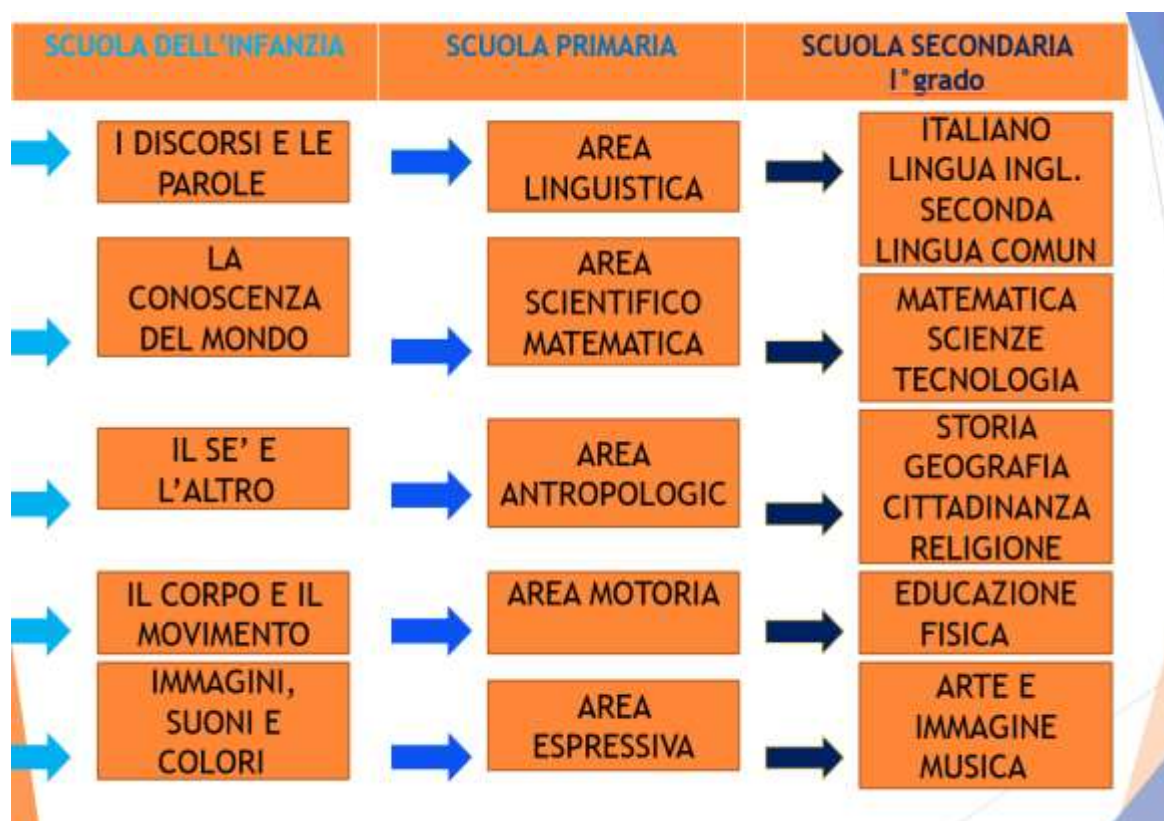 SCUOLA DELL'INFANZIA
SCUOLA PRIMARIA
SCUOLA SECONDARIA
I°grado
I DISCORSI E LE
PAROLE
AREA
LINGUISTICA
ITALIANO
LINGUA INGL.
SECONDA
LINGUA COMUN
LA
CONOSCENZA
DEL MONDO
AREA
SCIENTIFICO
MATEMATICA
MATEMATICA
SCIENZE
TECNOLOGIA
IL SE' E
L'ALTRO
AREA
ANTROPOLOGIC
STORIA
GEOGRAFIA
CITTADINANZA
RELIGIONE
IL CORPO E IL
MOVIMENTO
AREA MOTORIA
EDUCAZIONE
FISICA
IMMAGINI,
SUONI E
COLORI
AREA
ESPRESSIVA
ARTE E
IMMAGINE
MUSICA